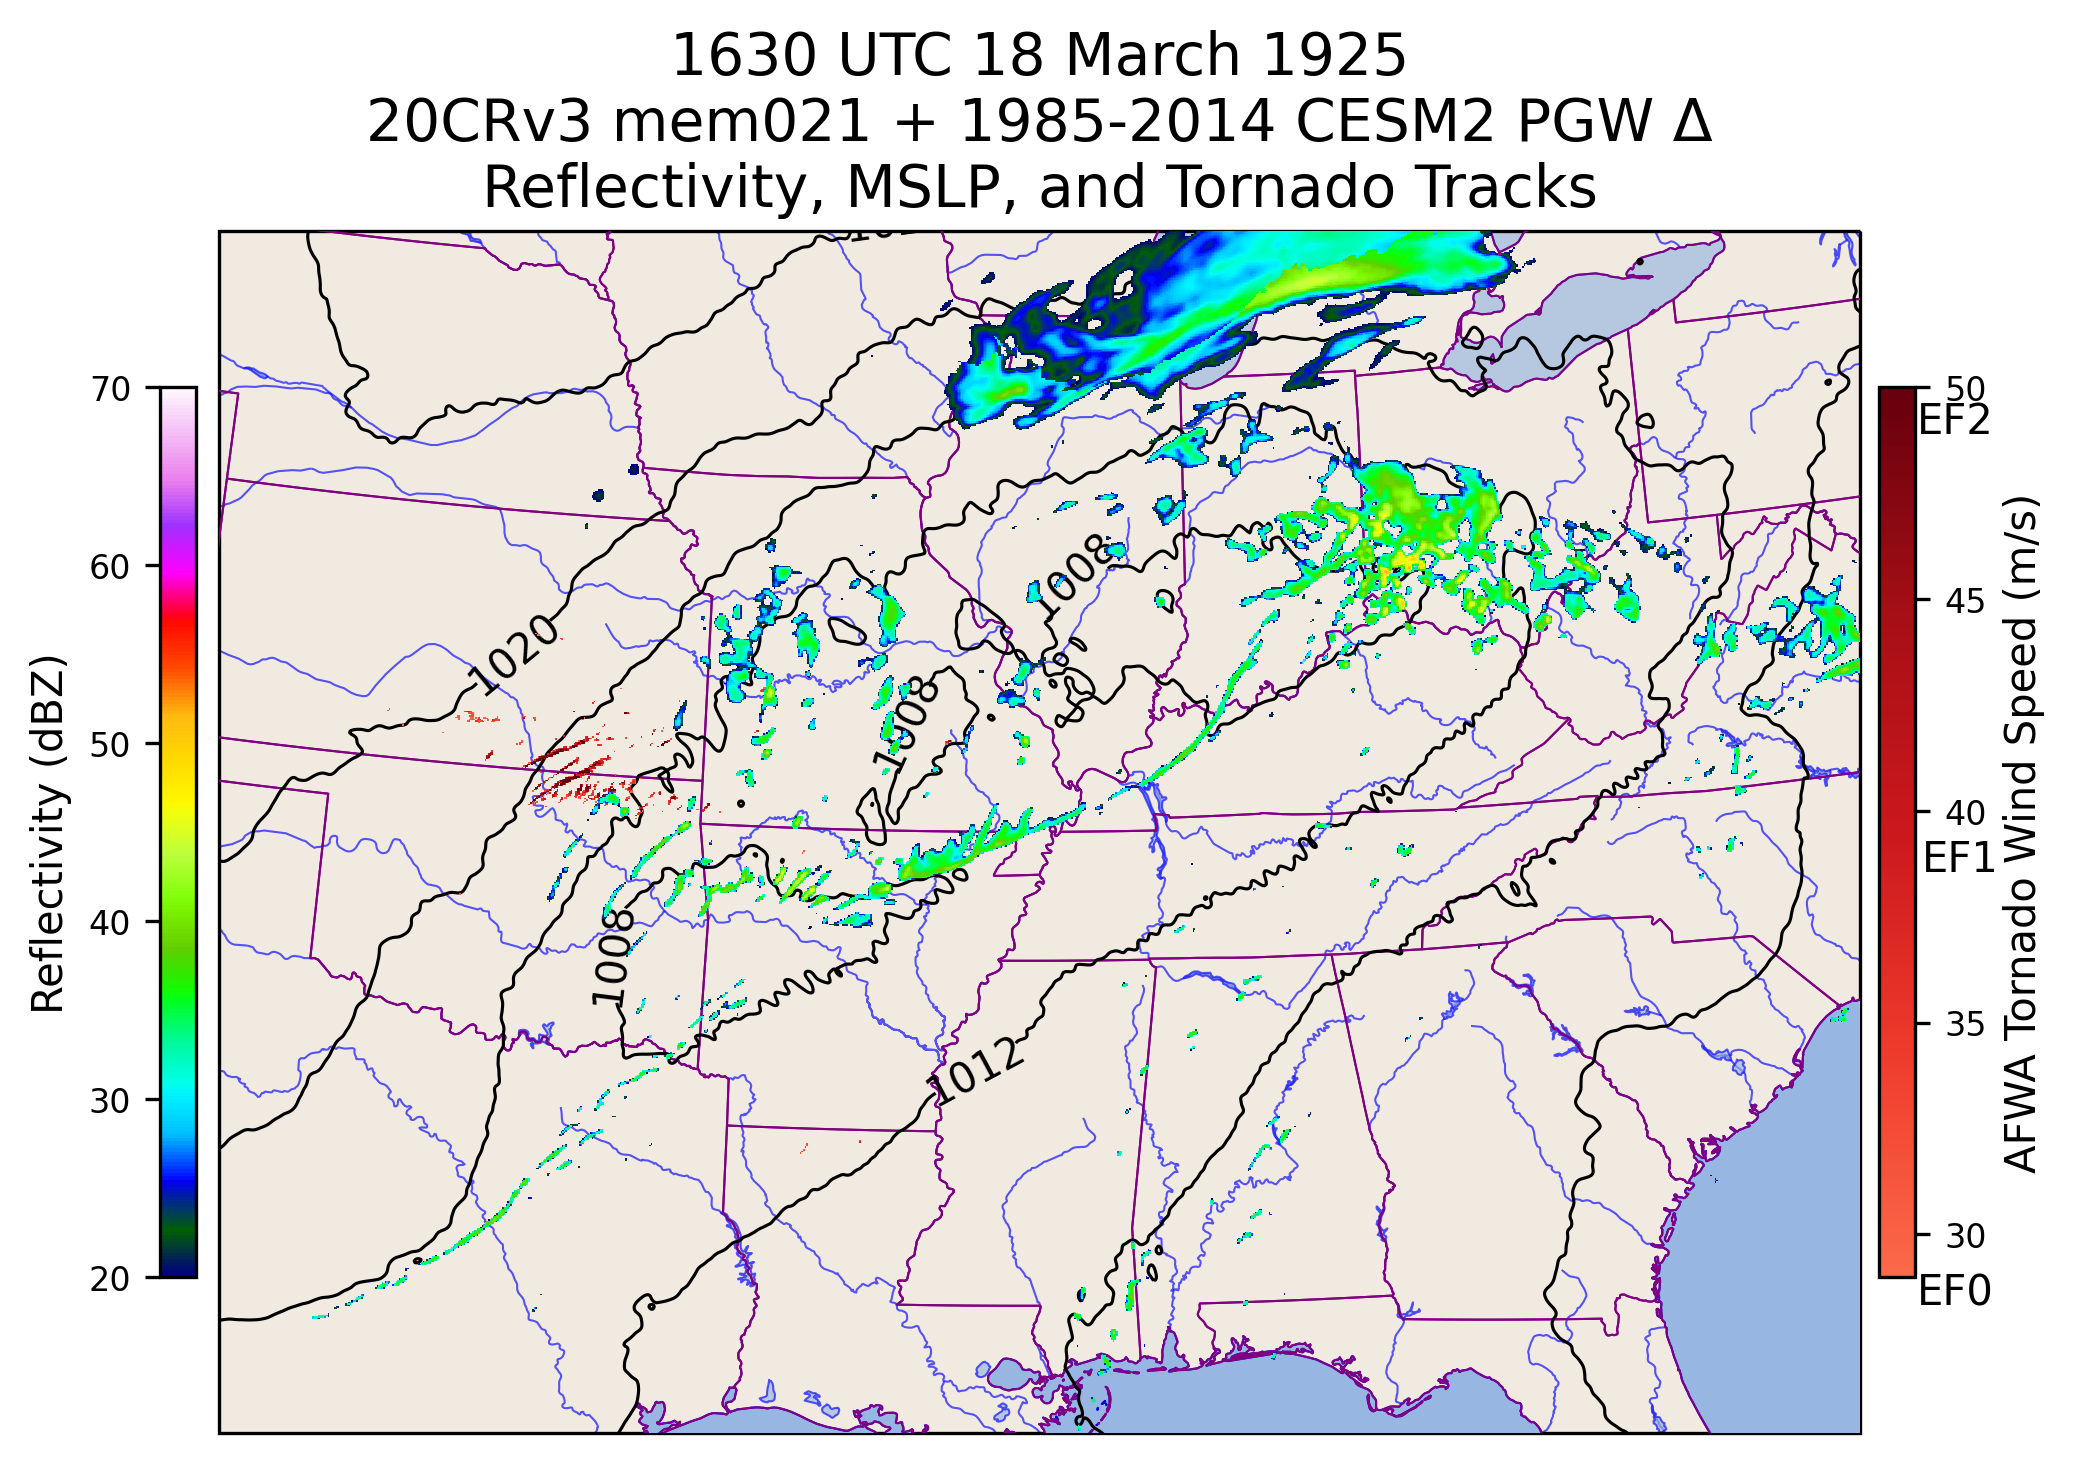 1630 UTC 18 March 1925
20CRv3 mem021 + 1985-2014 CESM2 PGW Δ
Reflectivity, MSLP, and Tornado Tracks
70
60
50
40
30
20
Reflectivity (dBZ)
1020
1008
1008
1008
1012
50
EF2
45
40
EF1
35
30
EF0
AFWA Tornado Wind Speed (m/s)